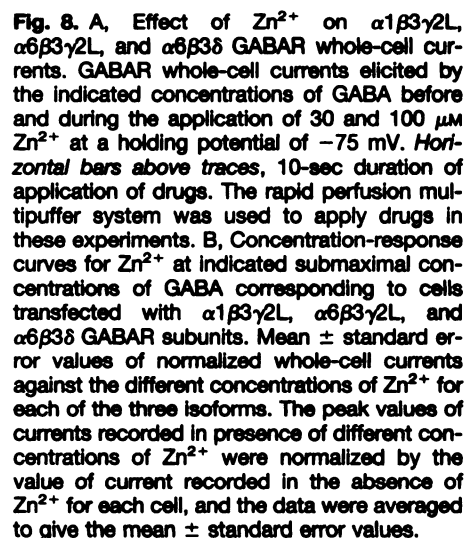 Fig. 8. A, Effect of Zn²⁺ on α1β3γ2L,
α6β3γ2L, and α6β3δ GABAR whole-cell cur-
rents. GABAR whole-cell currents elicited by
the indicated concentrations of GABA before
and during the application of 30 and 100 μM
Zn²⁺ at a holding potential of −75 mV. Hori-
zontal bars above traces, 10-sec duration of
application of drugs. The rapid perfusion mul-
tipuffer system was used to apply drugs in
these experiments. B, Concentration-response
curves for Zn²⁺ at indicated submaximal con-
centrations of GABA corresponding to cells
transfected with α1β3γ2L, α6β3γ2L, and
α6β3δ GABAR subunits. Mean ± standard er-
ror values of normalized whole-cell currents
against the different concentrations of Zn²⁺ for
each of the three isoforms. The peak values of
currents recorded in presence of different con-
centrations of Zn²⁺ were normalized by the
value of current recorded in the absence of
Zn²⁺ for each cell, and the data were averaged
to give the mean ± standard error values.